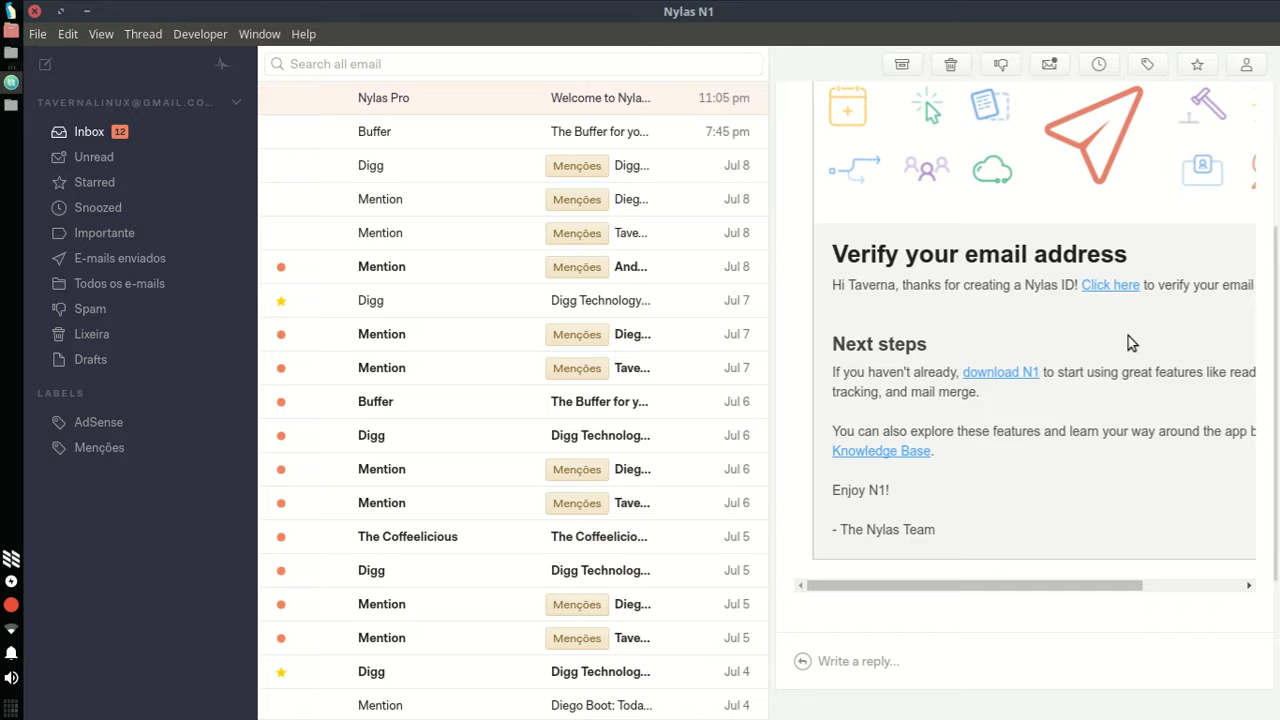 Nylas N1
File Edit View Thread Developer Window Help
TAVERNALINUX@GMAIL.CO...
Inbox 12
Unread
Starred
Snoozed
Importante
E-mails enviados
Todos os e-mails
Spam
Lixeira
Drafts
LABELS
AdSense
Menções
Search all email
Nylas Pro Welcome to Nyla... 11:05 pm
Buffer The Buffer for yo... 7:45 pm
Digg Menções Digg... Jul 8
Mention Menções Dieg... Jul 8
Mention Menções Tave... Jul 8
Mention Menções And... Jul 8
Digg Digg Technology... Jul 7
Mention Menções Dieg... Jul 7
Mention Menções Tave... Jul 7
Buffer The Buffer for y... Jul 6
Digg Digg Technolog... Jul 6
Mention Menções Dieg... Jul 6
Mention Menções Tave... Jul 6
The Coffeelicious The Coffeelicio... Jul 5
Digg Digg Technolog... Jul 5
Mention Menções Dieg... Jul 5
Mention Menções Tave... Jul 5
Digg Digg Technolog... Jul 4
Mention Diego Boot: Toda... Jul 4
Verify your email address
Hi Taverna, thanks for creating a Nylas ID! Click here to verify your email
Next steps
If you haven't already, download N1 to start using great features like read
tracking, and mail merge.
You can also explore these features and learn your way around the app b
Knowledge Base.
Enjoy N1!
- The Nylas Team
Write a reply...